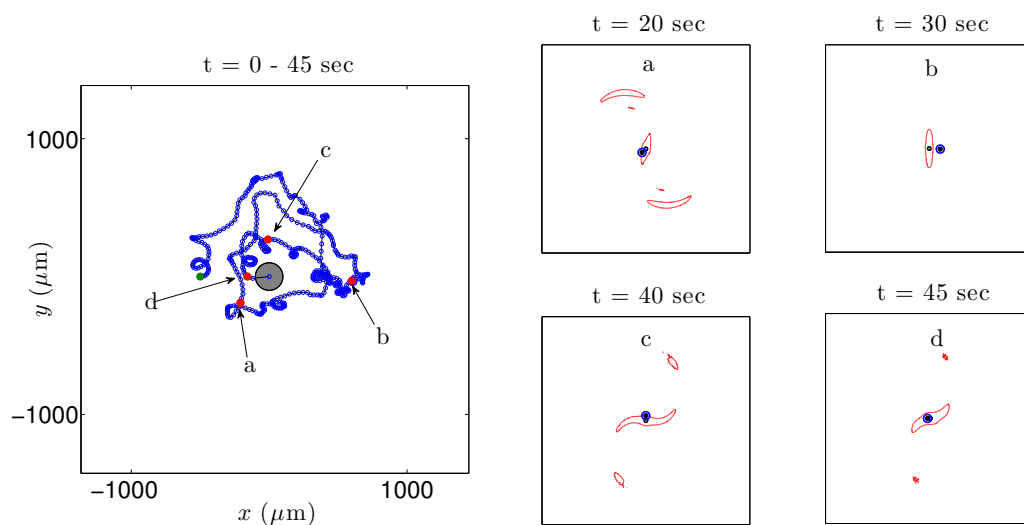 t = 0 - 45 sec
1000
−1000
−1000
1000
x (μm)
y (μm)
c
d
a
b
t = 20 sec
a
t = 30 sec
b
t = 40 sec
c
t = 45 sec
d